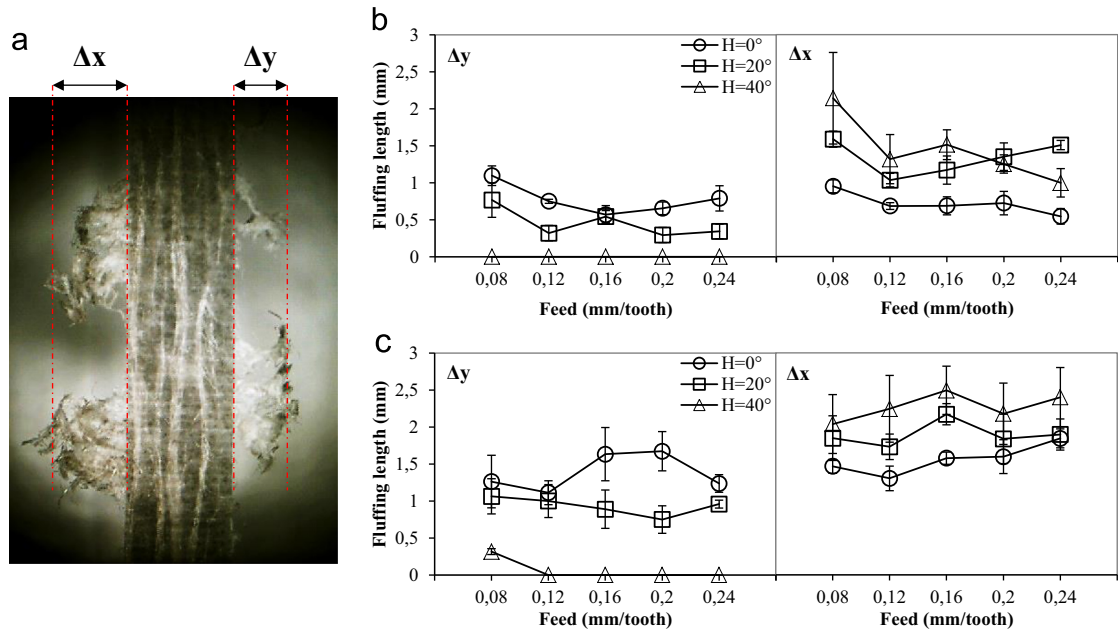 a
Δx
Δy
b
Δy
H=0°
H=20°
H=40°
Δx
Fluffing length (mm)
3
2,5
2
1,5
1
0,5
0
0,08 0,12 0,16 0,2 0,24
0,08 0,12 0,16 0,2 0,24
Feed (mm/tooth)
Feed (mm/tooth)
c
Δy
H=0°
H=20°
H=40°
Δx
Fluffing length (mm)
3
2,5
2
1,5
1
0,5
0
0,08 0,12 0,16 0,2 0,24
0,08 0,12 0,16 0,2 0,24
Feed (mm/tooth)
Feed (mm/tooth)